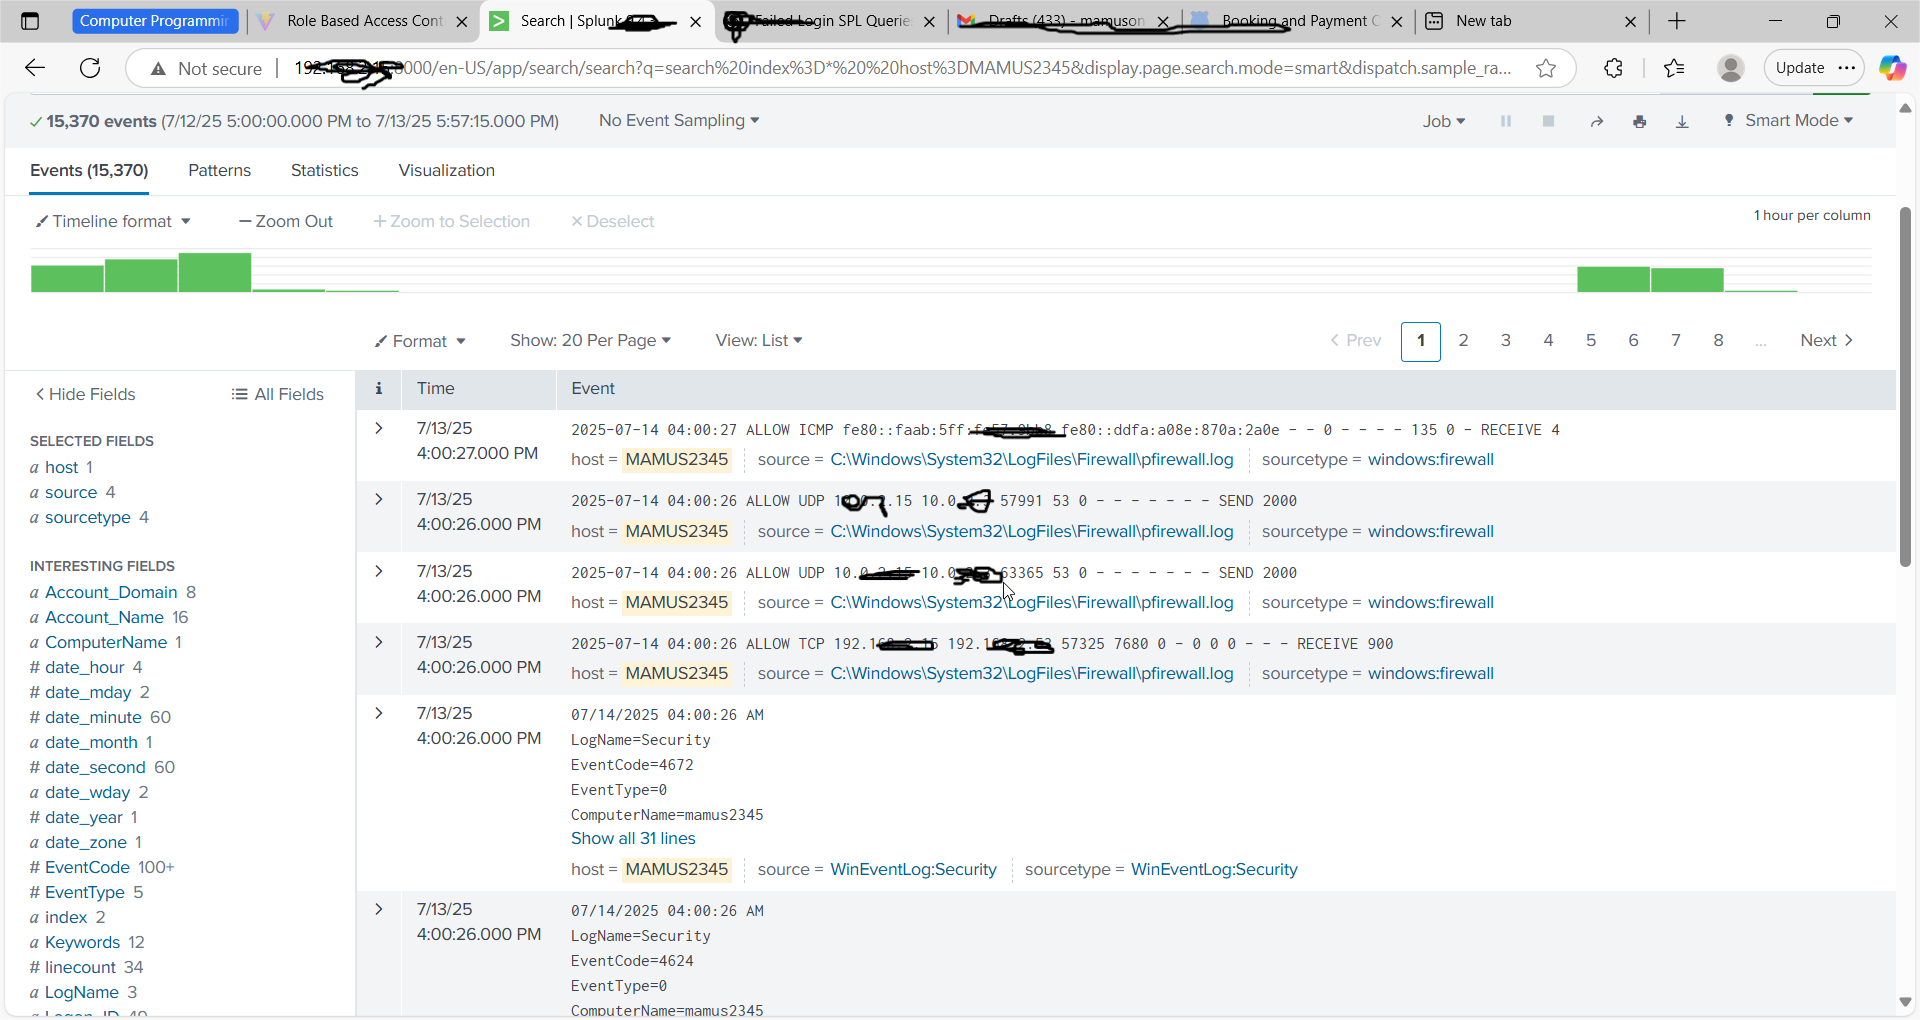 Computer Programmin
Role Based Access Cont
Search | Splunk
Failed Login SPL Querie
Drafts (433) - mamuson
Booking and Payment C
New tab
Not secure
000/en-US/app/search/search?q=search%20index%3D*%20%20host%3DMAMUS2345&display.page.search.mode=smart&dispatch.sample_ra...
Update
15,370 events (7/12/25 5:00:00.000 PM to 7/13/25 5:57:15.000 PM)
No Event Sampling
Job
Smart Mode
Events (15,370)
Patterns
Statistics
Visualization
Timeline format
— Zoom Out
+ Zoom to Selection
× Deselect
1 hour per column
Format
Show: 20 Per Page
View: List
< Prev
1
2
3
4
5
6
7
8
...
Next >
< Hide Fields
All Fields
i
Time
Event
SELECTED FIELDS
a host 1
a source 4
a sourcetype 4
INTERESTING FIELDS
a Account_Domain 8
a Account_Name 16
a ComputerName 1
# date_hour 4
# date_mday 2
# date_minute 60
a date_month 1
# date_second 60
a date_wday 2
# date_year 1
a date_zone 1
# EventCode 100+
# EventType 5
a index 2
a Keywords 12
# linecount 34
a LogName 3
> 7/13/25
4:00:27.000 PM
2025-07-14 04:00:27 ALLOW ICMP fe80::faab:5ff: fe80::ddfa:a08e:870a:2a0e - - 0 - - - - 135 0 - RECEIVE 4
host = MAMUS2345 source = C:\Windows\System32\LogFiles\Firewall\pfirewall.log sourcetype = windows:firewall
> 7/13/25
4:00:26.000 PM
2025-07-14 04:00:26 ALLOW UDP .15 10.0. 57991 53 0 - - - - - - - SEND 2000
host = MAMUS2345 source = C:\Windows\System32\LogFiles\Firewall\pfirewall.log sourcetype = windows:firewall
> 7/13/25
4:00:26.000 PM
2025-07-14 04:00:26 ALLOW UDP 10.0. 10.0. 63365 53 0 - - - - - - - SEND 2000
host = MAMUS2345 source = C:\Windows\System32\LogFiles\Firewall\pfirewall.log sourcetype = windows:firewall
> 7/13/25
4:00:26.000 PM
2025-07-14 04:00:26 ALLOW TCP 192. 192. 57325 7680 0 - 0 0 0 - - - RECEIVE 900
host = MAMUS2345 source = C:\Windows\System32\LogFiles\Firewall\pfirewall.log sourcetype = windows:firewall
> 7/13/25
4:00:26.000 PM
07/14/2025 04:00:26 AM
LogName=Security
EventCode=4672
EventType=0
ComputerName=mamus2345
Show all 31 lines
host = MAMUS2345 source = WinEventLog:Security sourcetype = WinEventLog:Security
> 7/13/25
4:00:26.000 PM
07/14/2025 04:00:26 AM
LogName=Security
EventCode=4624
EventType=0
ComputerName=mamus2345